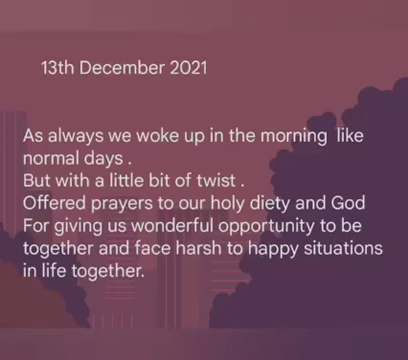 13th December 2021
As always we woke up in the morning like
normal days .
But with a little bit of twist .
Offered prayers to our holy diety and God
For giving us wonderful opportunity to be
together and face harsh to happy situations
in life together.